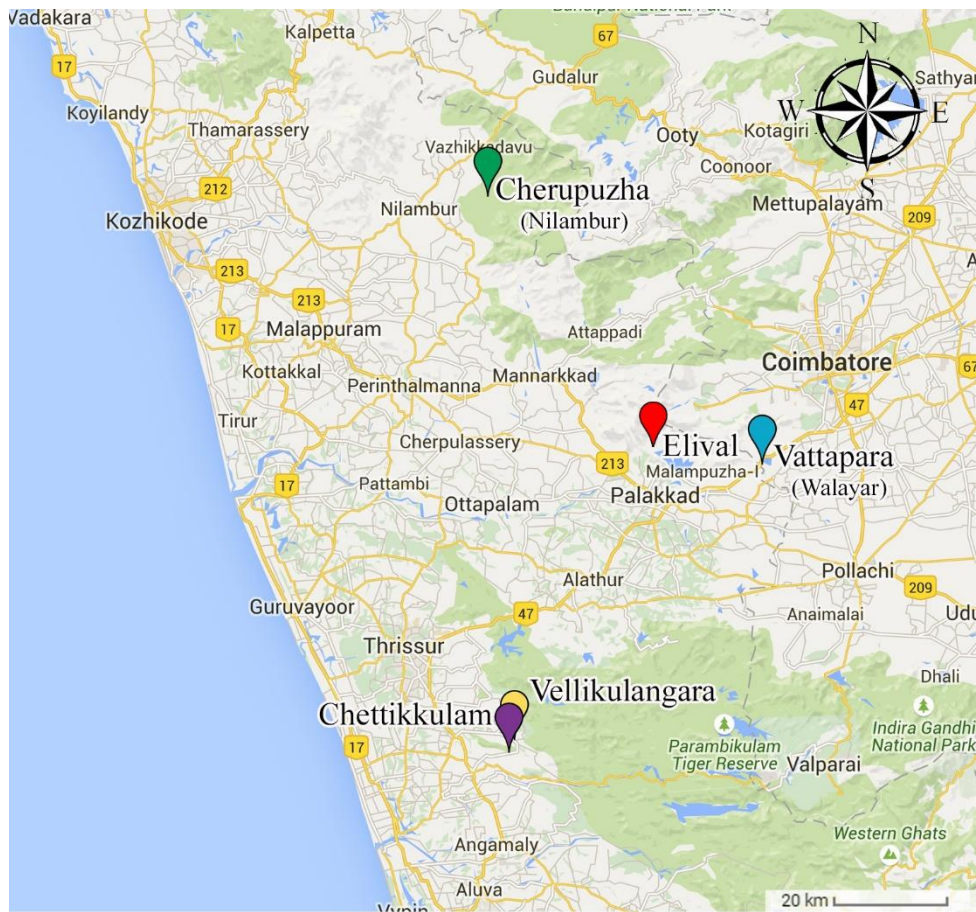 Vadakara
Kalpetta
67
N
17
Gudalur
Sathya
Koyilandy
Thamarassery
Ooty
Kotagiri
W
E
Vazhikkadavu
Coonoor
S
212
Cherupuzha
(Nilambur)
Nilambur
Mettupalayam
209
Kozhikode
213
213
A
17
Malappuram
Attappadi
Kottakkal
Coimbatore
67
Perinthalmanna
Mannarkkad
47
Tirur
Cherpulassery
Elival
Vattapara
(Walayar)
213
Malampuzha-I
17
Pattambi
Palakkad
Ottapalam
Alathur
Pollachi
209
Guruvayoor
47
Anaimalai
Udu
Thrissur
Dhali
Vellikulangara
Chettikkulam
17
Parambikulam
Tiger Reserve
Indira Gandhi
National Park
Valparai
Western Ghats
Angamaly
Aluva
20 km